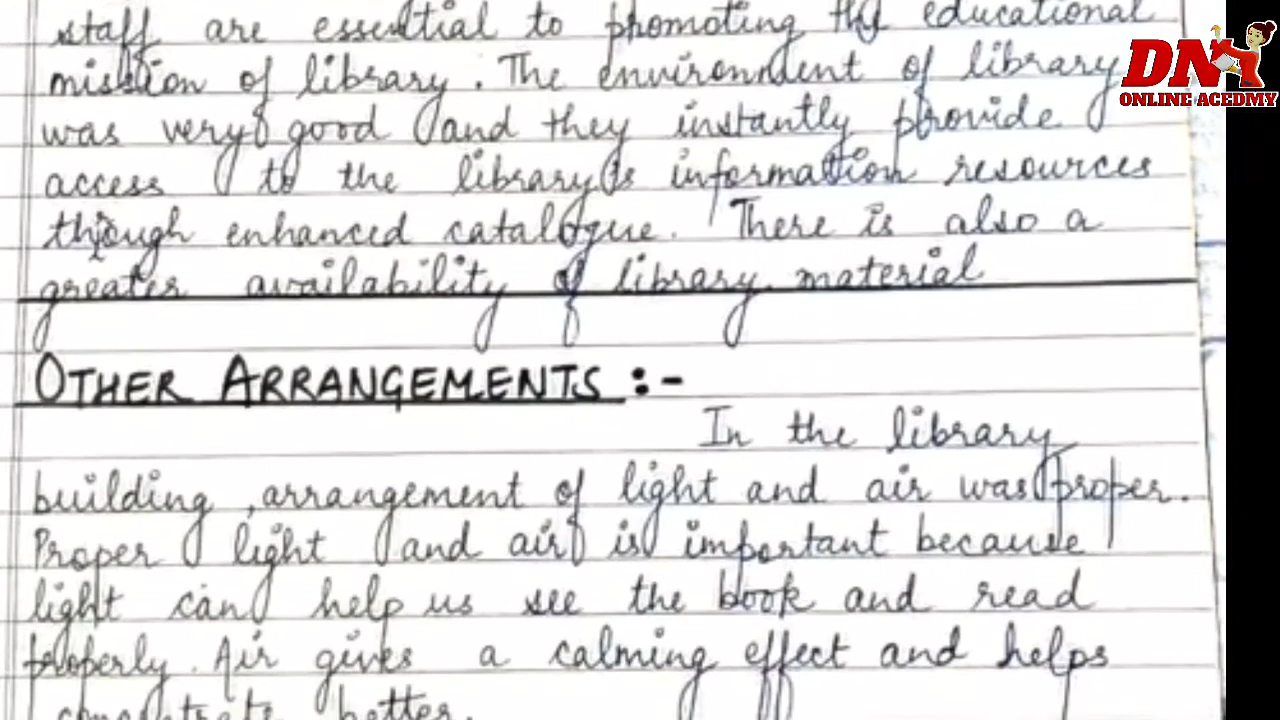 staff are essential to promoting the educational
mission of library. The environment of library
was very good and they instantly provide
access to the library's information resources
through enhanced catalogue. There is also a
greater availability of library material
OTHER ARRANGEMENTS :-
In the library
building, arrangement of light and air was proper.
Proper light and air is important because
light can help us see the book and read
properly. Air gives a calming effect and helps
concentrate better.
DN
ONLINE ACEDMY